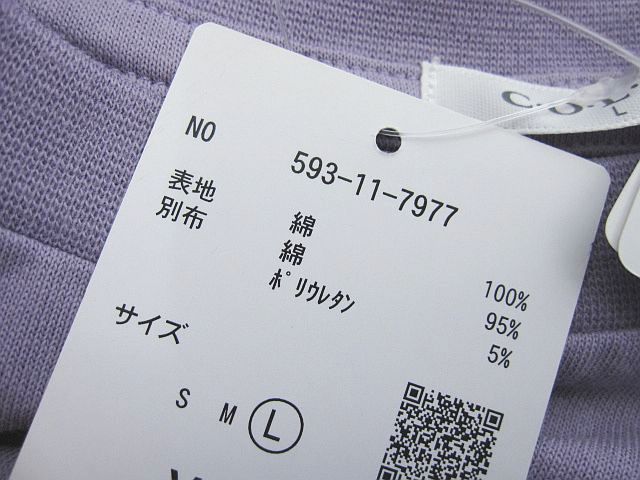 C.O.L
L
NO 593-11-7977
表地 綿 100%
別布 綿 95%
ポリウレタン 5%
サイズ
S M L